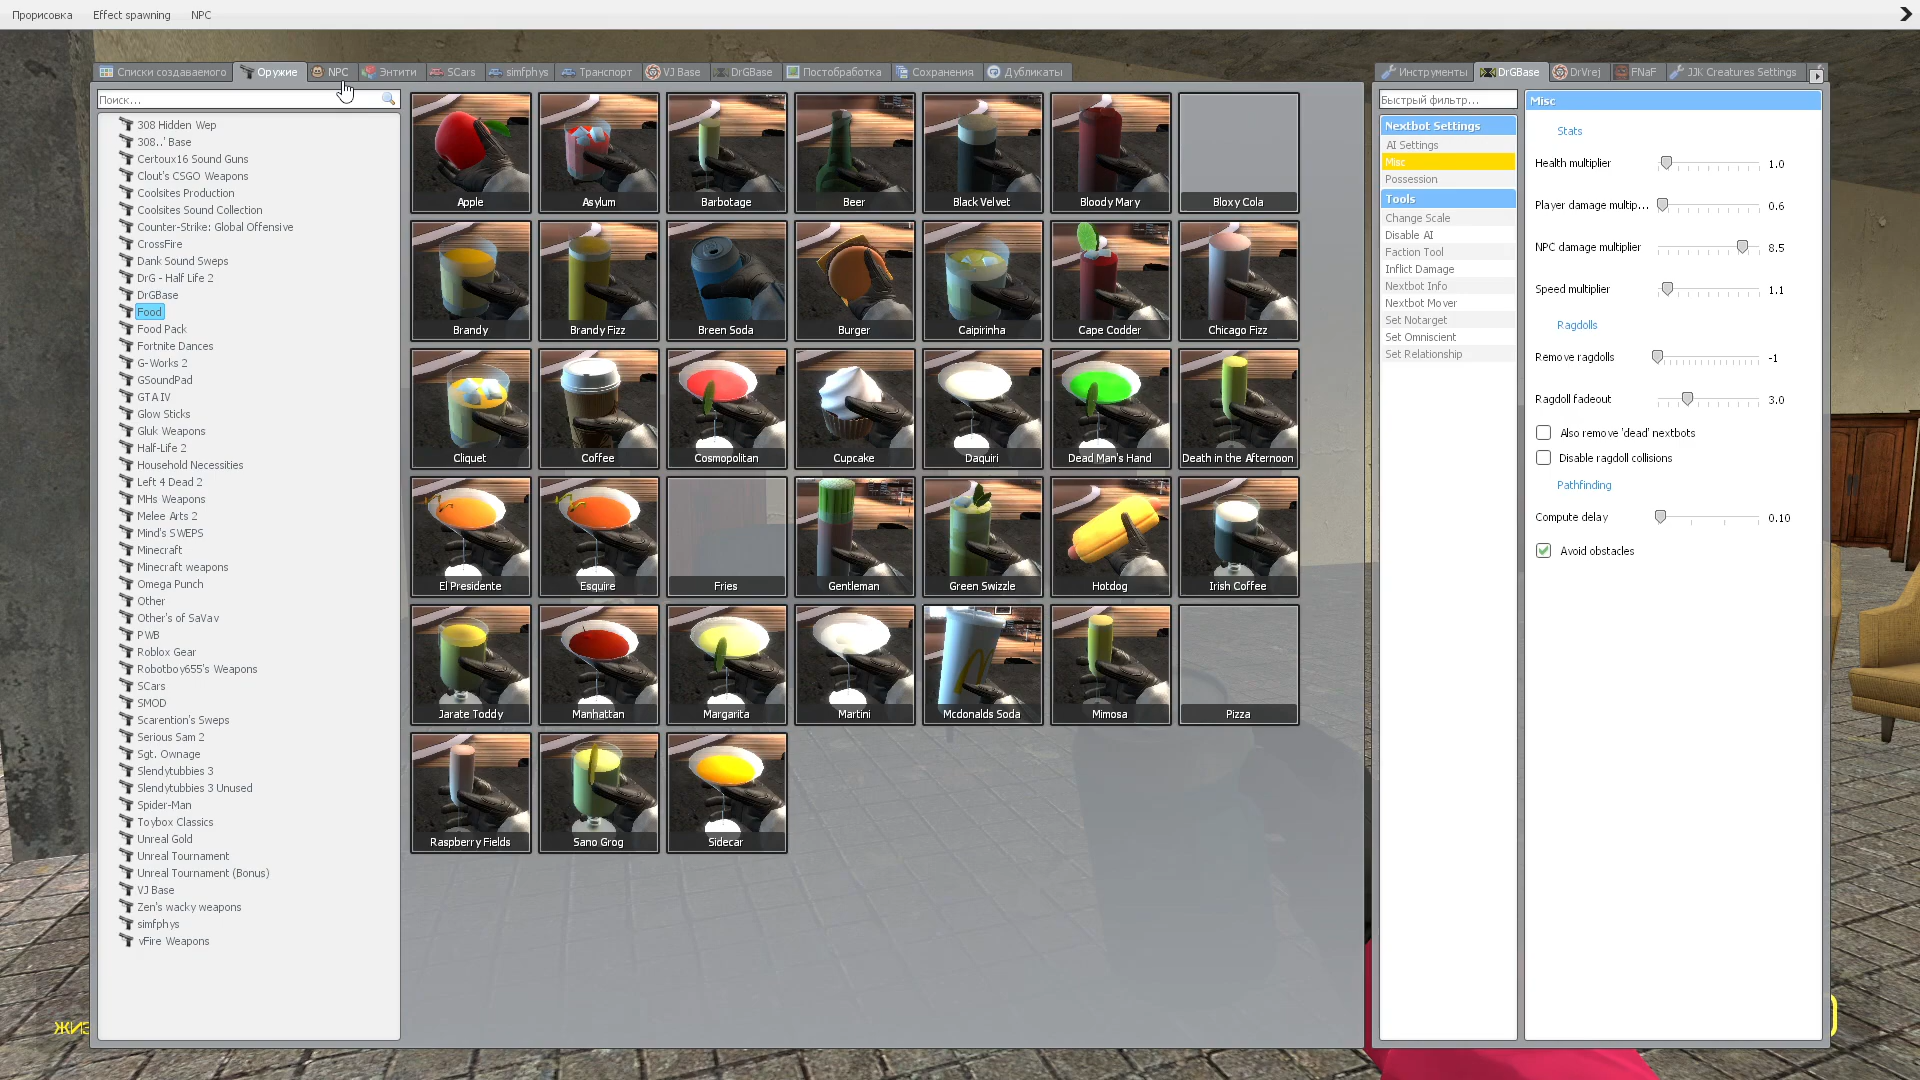 Прорисовка Effect spawning NPC
Списки создаваемого Оружие NPC Энтити SCars simfphys Транспорт VJ Base DrGBase Постобработка Сохранения Дубликаты
Инструменты DrGBase DrVrej FNaF JJK Creatures Settings
Поиск...
308 Hidden Wep
308..' Base
Certoux16 Sound Guns
Clout's CSGO Weapons
Coolsites Production
Coolsites Sound Collection
Counter-Strike: Global Offensive
CrossFire
Dank Sound Sweps
DrG - Half Life 2
DrGBase
Food
Food Pack
Fortnite Dances
G-Works 2
GSoundPad
GTA IV
Glow Sticks
Gluk Weapons
Half-Life 2
Household Necessities
Left 4 Dead 2
MHs Weapons
Melee Arts 2
Mind's SWEPS
Minecraft
Minecraft weapons
Omega Punch
Other
Other's of SaVav
PWB
Roblox Gear
Robotboy655's Weapons
SCars
SMOD
Scarention's Sweps
Serious Sam 2
Sgt. Ownage
Slendytubbies 3
Slendytubbies 3 Unused
Spider-Man
Toybox Classics
Unreal Gold
Unreal Tournament
Unreal Tournament (Bonus)
VJ Base
Zen's wacky weapons
simfphys
vFire Weapons
Apple Asylum Barbotage Beer Black Velvet Bloody Mary Bloxy Cola
Brandy Brandy Fizz Breen Soda Burger Caipirinha Cape Codder Chicago Fizz
Cliquet Coffee Cosmopolitan Cupcake Daquiri Dead Man's Hand Death in the Afternoon
El Presidente Esquire Fries Gentleman Green Swizzle Hotdog Irish Coffee
Jarate Toddy Manhattan Margarita Martini Mcdonalds Soda Mimosa Pizza
Raspberry Fields Sano Grog Sidecar
Быстрый фильтр...
Nextbot Settings
AI Settings
Misc
Possession
Tools
Change Scale
Disable AI
Faction Tool
Inflict Damage
Nextbot Info
Nextbot Mover
Set Notarget
Set Omniscient
Set Relationship
Misc
Stats
Health multiplier 1.0
Player damage multip... 0.6
NPC damage multiplier 8.5
Speed multiplier 1.1
Ragdolls
Remove ragdolls -1
Ragdoll fadeout 3.0
Also remove 'dead' nextbots
Disable ragdoll collisions
Pathfinding
Compute delay 0.10
Avoid obstacles